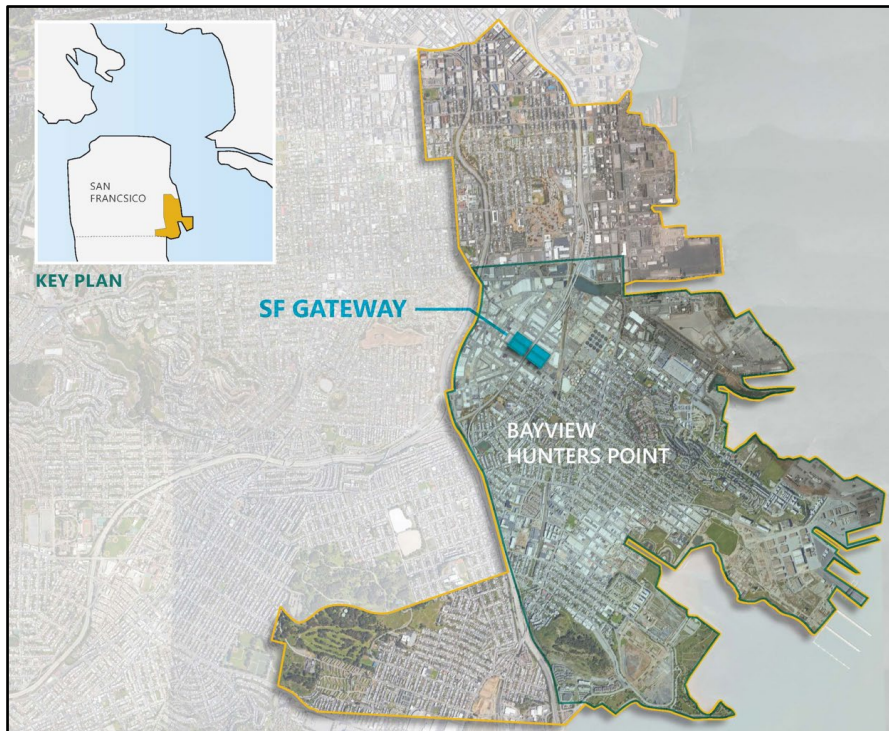 SAN
FRANCSICO
KEY PLAN
SF GATEWAY
BAYVIEW
HUNTERS POINT